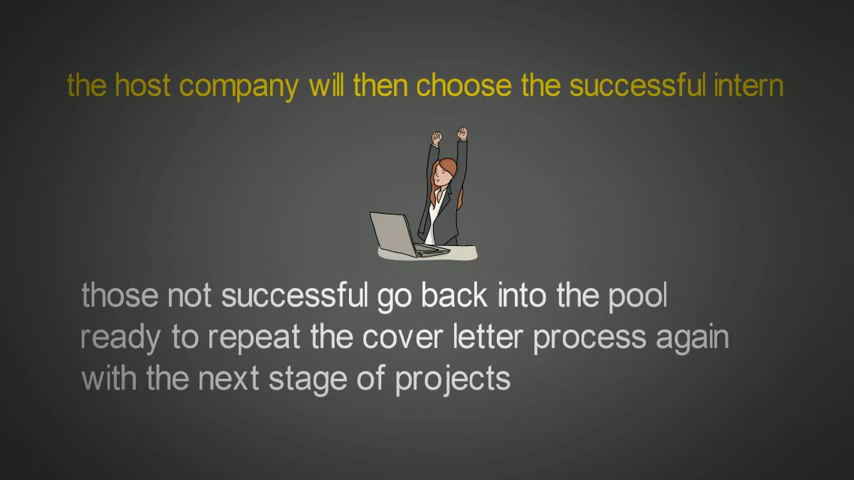 the host company will then choose the successful intern
those not successful go back into the pool
ready to repeat the cover letter process again
with the next stage of projects